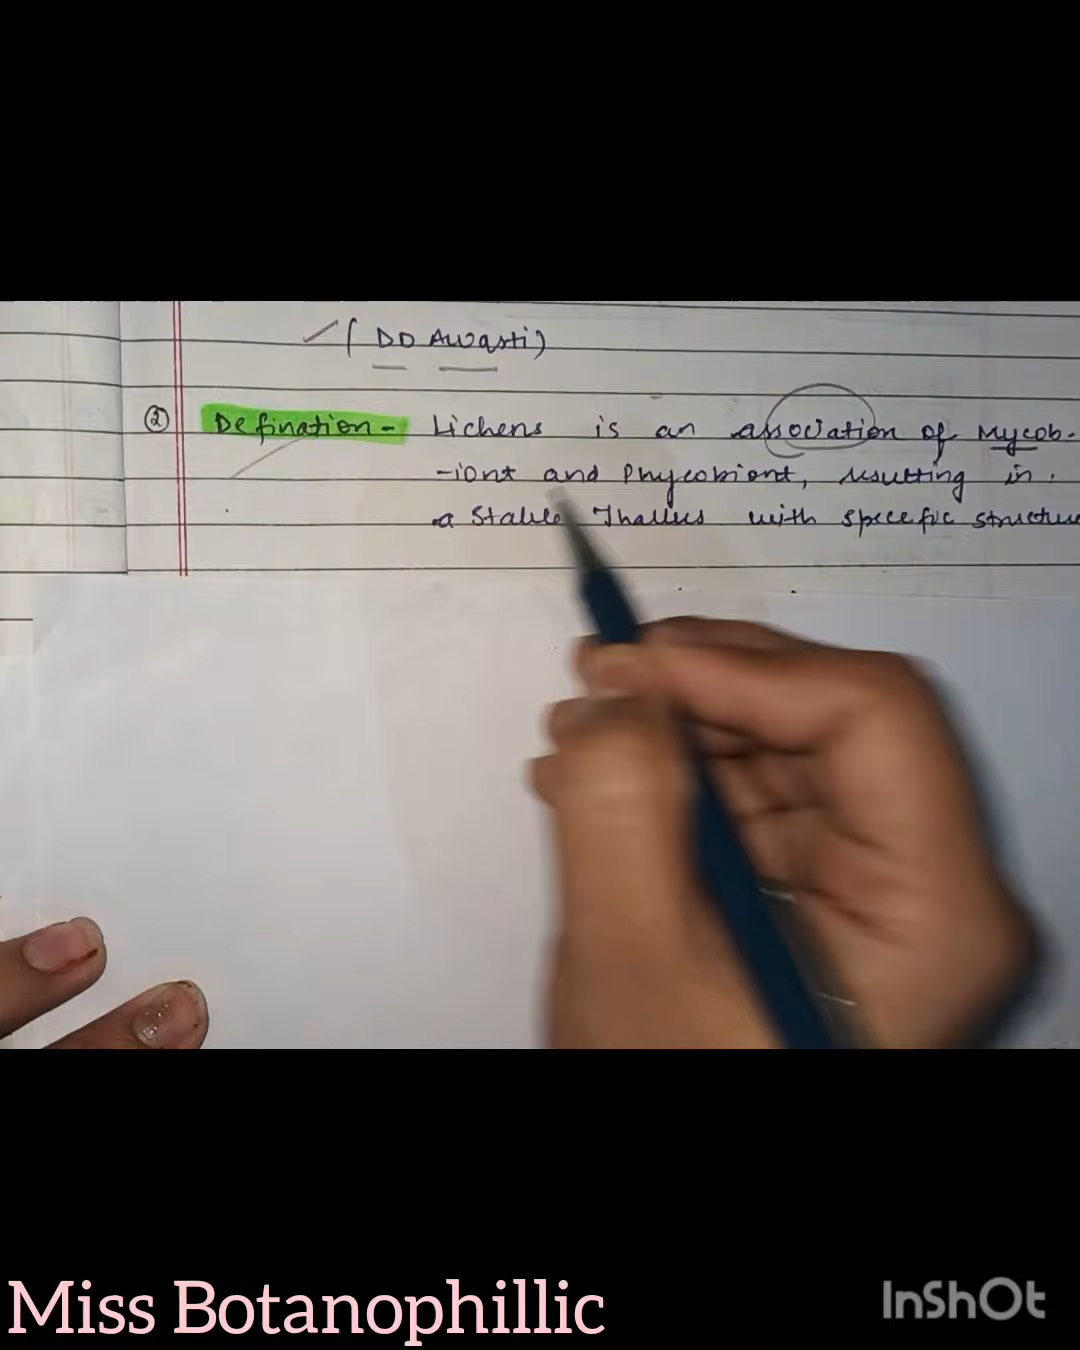 (DD Awasti)
② Defination- Lichens is an association of Mycob-
-iont and Phycobiont, resulting in.
a Stable Thallus with specefic structure
Miss Botanophillic
InShOt